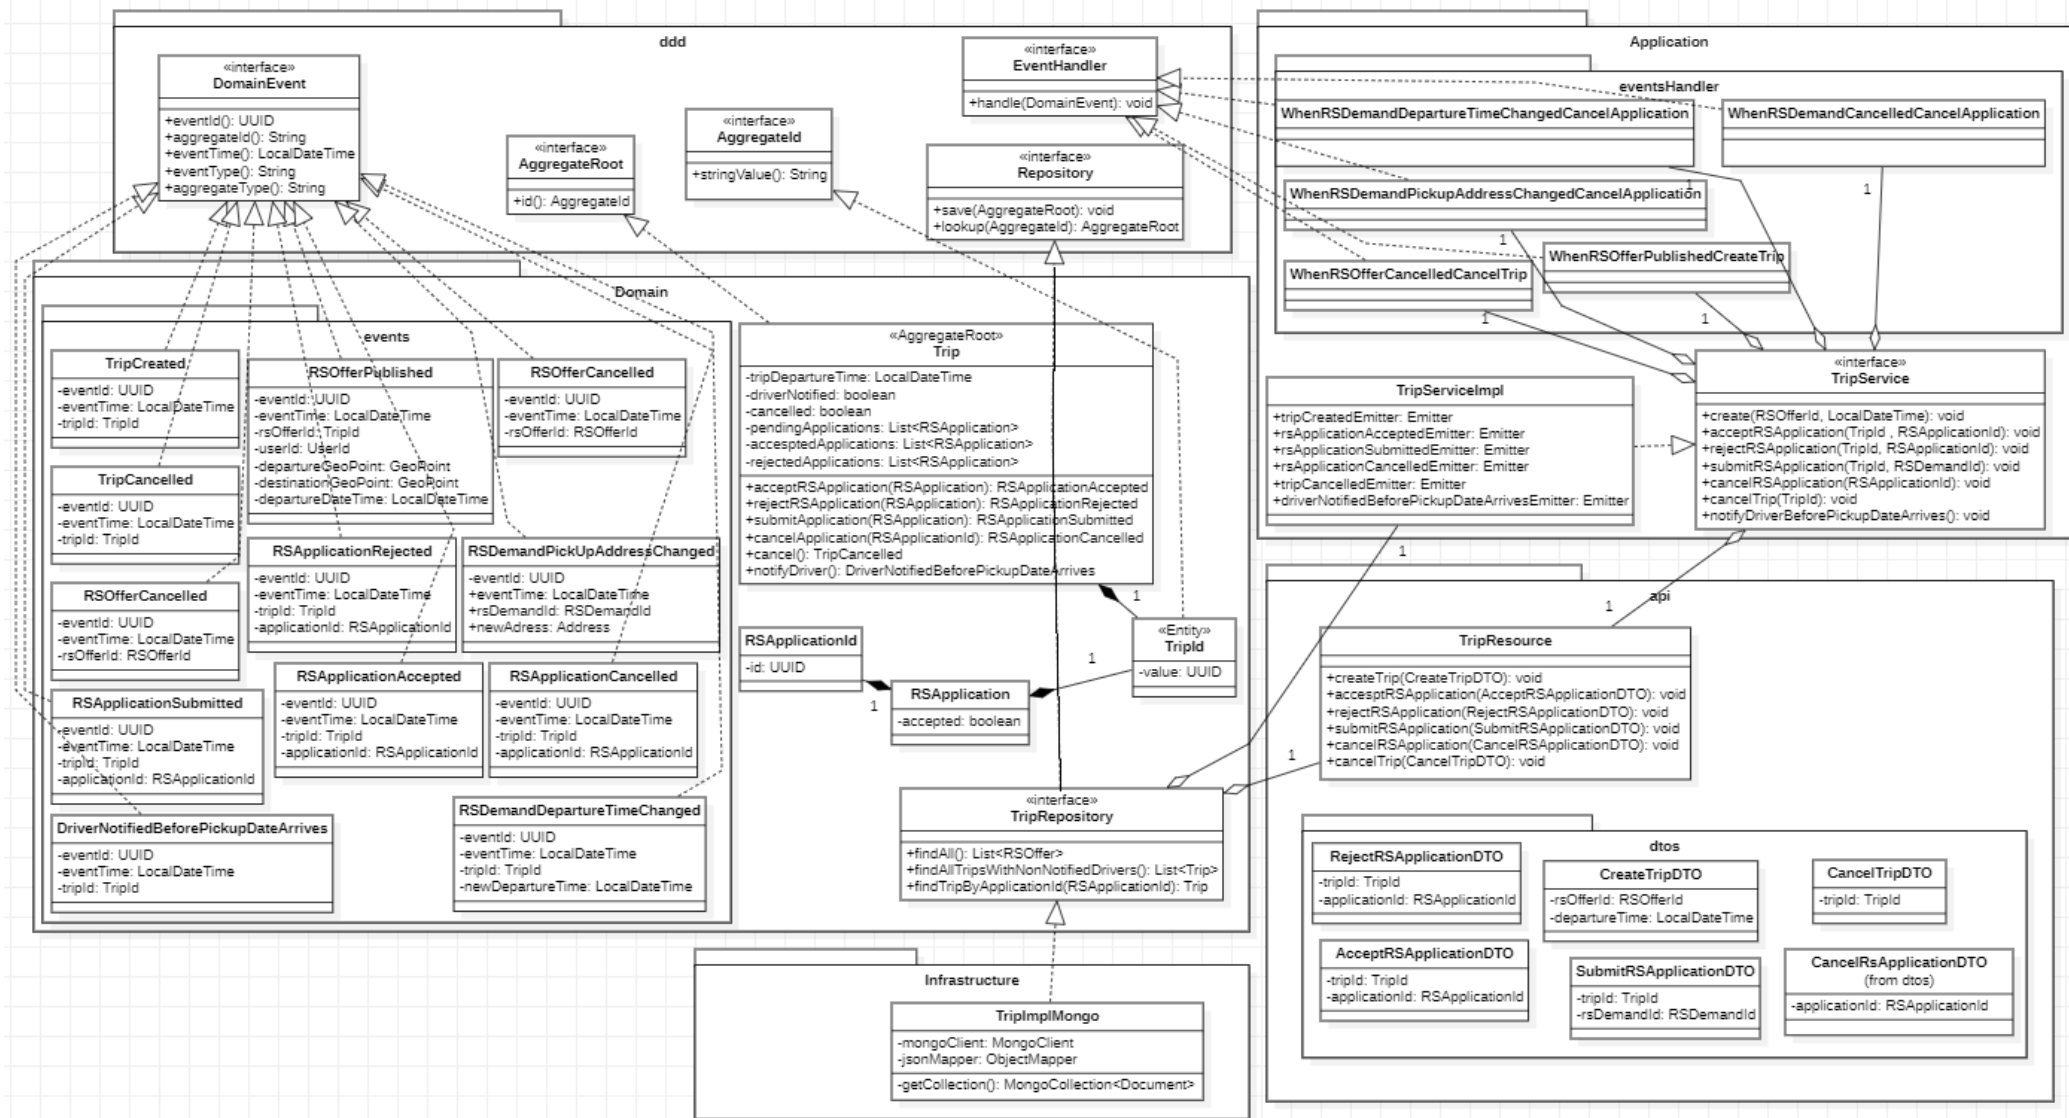 ddd
«interface»
DomainEvent
+eventId(): UUID
+aggregateId(): String
+eventTime(): LocalDateTime
+eventType(): String
+aggregateType(): String
«interface»
AggregateRoot
+id(): AggregateId
«interface»
AggregateId
+stringValue(): String
«interface»
EventHandler
+handle(DomainEvent): void
«interface»
Repository
+save(AggregateRoot): void
+lookup(AggregateId): AggregateRoot
Domain
events
TripCreated
-eventId: UUID
-eventTime: LocalDateTime
-tripId: TripId
TripCancelled
-eventId: UUID
-eventTime: LocalDateTime
-tripId: TripId
RSOfferCancelled
-eventId: UUID
-eventTime: LocalDateTime
-rsOfferId: RSOfferId
RSApplicationSubmitted
-eventId: UUID
-eventTime: LocalDateTime
-tripId: TripId
-applicationId: RSApplicationId
DriverNotifiedBeforePickupDateArrives
-eventId: UUID
-eventTime: LocalDateTime
-tripId: TripId
RSOfferPublished
-eventId: UUID
-eventTime: LocalDateTime
-rsOfferId: TripId
-userId: UserId
-departureGeoPoint: GeoPoint
-destinationGeoPoint: GeoPoint
-departureDateTime: LocalDateTime
RSOfferCancelled
-eventId: UUID
-eventTime: LocalDateTime
-rsOfferId: RSOfferId
RSApplicationRejected
-eventId: UUID
-eventTime: LocalDateTime
-tripId: TripId
-applicationId: RSApplicationId
RSDemandPickUpAddressChanged
-eventId: UUID
+eventTime: LocalDateTime
+rsDemandId: RSDemandId
+newAdress: Address
RSApplicationAccepted
-eventId: UUID
-eventTime: LocalDateTime
-tripId: TripId
-applicationId: RSApplicationId
RSApplicationCancelled
-eventId: UUID
-eventTime: LocalDateTime
-tripId: TripId
-applicationId: RSApplicationId
RSDemandDepartureTimeChanged
-eventId: UUID
-eventTime: LocalDateTime
-tripId: TripId
-newDepartureTime: LocalDateTime
«AggregateRoot»
Trip
-tripDepartureTime: LocalDateTime
-driverNotified: boolean
-cancelled: boolean
-pendingApplications: List<RSApplication>
-accesptedApplications: List<RSApplication>
-rejectedApplications: List<RSApplication>
+acceptRSApplication(RSApplication): RSApplicationAccepted
+rejectRSApplication(RSApplication): RSApplicationRejected
+submitApplication(RSApplication): RSApplicationSubmitted
+cancelApplication(RSApplicationId): RSApplicationCancelled
+cancel(): TripCancelled
+notifyDriver(): DriverNotifiedBeforePickupDateArrives
1
RSApplicationId
-id: UUID
1
RSApplication
-accepted: boolean
1
«Entity»
TripId
-value: UUID
«interface»
TripRepository
+findAll(): List<RSOffer>
+findAllTripsWithNonNotifiedDrivers(): List<Trip>
+findTripByApplicationId(RSApplicationId): Trip
Infrastructure
TripImplMongo
-mongoClient: MongoClient
-jsonMapper: ObjectMapper
-getCollection(): MongoCollection<Document>
Application
eventsHandler
WhenRSDemandDepartureTimeChangedCancelApplication
WhenRSDemandCancelledCancelApplication
1
1
WhenRSDemandPickupAddressChangedCancelApplication
1
WhenRSOfferPublishedCreateTrip
WhenRSOfferCancelledCancelTrip
1
1
TripServiceImpl
+tripCreatedEmitter: Emitter
+rsApplicationAcceptedEmitter: Emitter
+rsApplicationSubmittedEmitter: Emitter
+rsApplicationCancelledEmitter: Emitter
+tripCancelledEmitter: Emitter
+driverNotifiedBeforePickupDateArrivesEmitter: Emitter
«interface»
TripService
+create(RSOfferId, LocalDateTime): void
+acceptRSApplication(TripId , RSApplicationId): void
+rejectRSApplication(TripId, RSApplicationId): void
+submitRSApplication(TripId, RSDemandId): void
+cancelRSApplication(RSApplicationId): void
+cancelTrip(TripId): void
+notifyDriverBeforePickupDateArrives(): void
1
1
1
api
TripResource
+createTrip(CreateTripDTO): void
+accesptRSApplication(AcceptRSApplicationDTO): void
+rejectRSApplication(RejectRSApplicationDTO): void
+submitRSApplication(SubmitRSApplicationDTO): void
+cancelRSApplication(CancelRSApplicationDTO): void
+cancelTrip(CancelTripDTO): void
dtos
RejectRSApplicationDTO
-tripId: TripId
-applicationId: RSApplicationId
CreateTripDTO
-rsOfferId: RSOfferId
-departureTime: LocalDateTime
CancelTripDTO
-tripId: TripId
AcceptRSApplicationDTO
-tripId: TripId
-applicationId: RSApplicationId
SubmitRSApplicationDTO
-tripId: TripId
-rsDemandId: RSDemandId
CancelRsApplicationDTO
(from dtos)
-applicationId: RSApplicationId